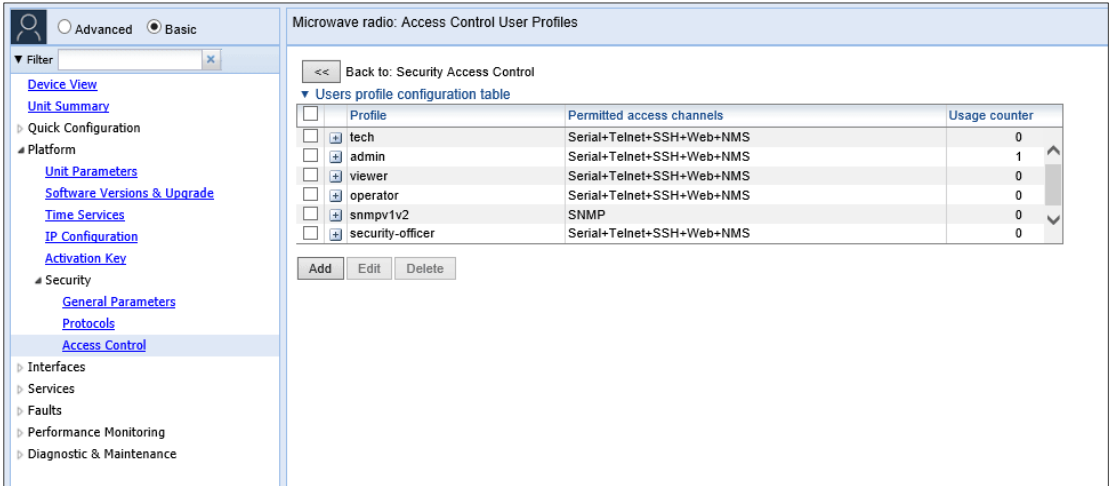 Advanced Basic
Filter
Device View
Unit Summary
Quick Configuration
Platform
Unit Parameters
Software Versions & Upgrade
Time Services
IP Configuration
Activation Key
Security
General Parameters
Protocols
Access Control
Interfaces
Services
Faults
Performance Monitoring
Diagnostic & Maintenance
Microwave radio: Access Control User Profiles
<< Back to: Security Access Control
Users profile configuration table
Profile Permitted access channels Usage counter
tech Serial+Telnet+SSH+Web+NMS 0
admin Serial+Telnet+SSH+Web+NMS 1
viewer Serial+Telnet+SSH+Web+NMS 0
operator Serial+Telnet+SSH+Web+NMS 0
snmpv1v2 SNMP 0
security-officer Serial+Telnet+SSH+Web+NMS 0
Add Edit Delete